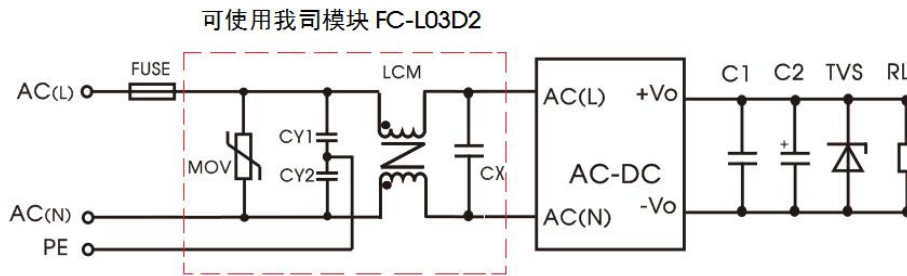 可使用我司模块 FC-L03D2
FUSE
LCM
C1
C2
TVS
RL
AC(L)
AC(L)
+Vo
CY1
MOV
CY2
CX
+
AC-DC
AC(N)
AC(N)
-Vo
PE